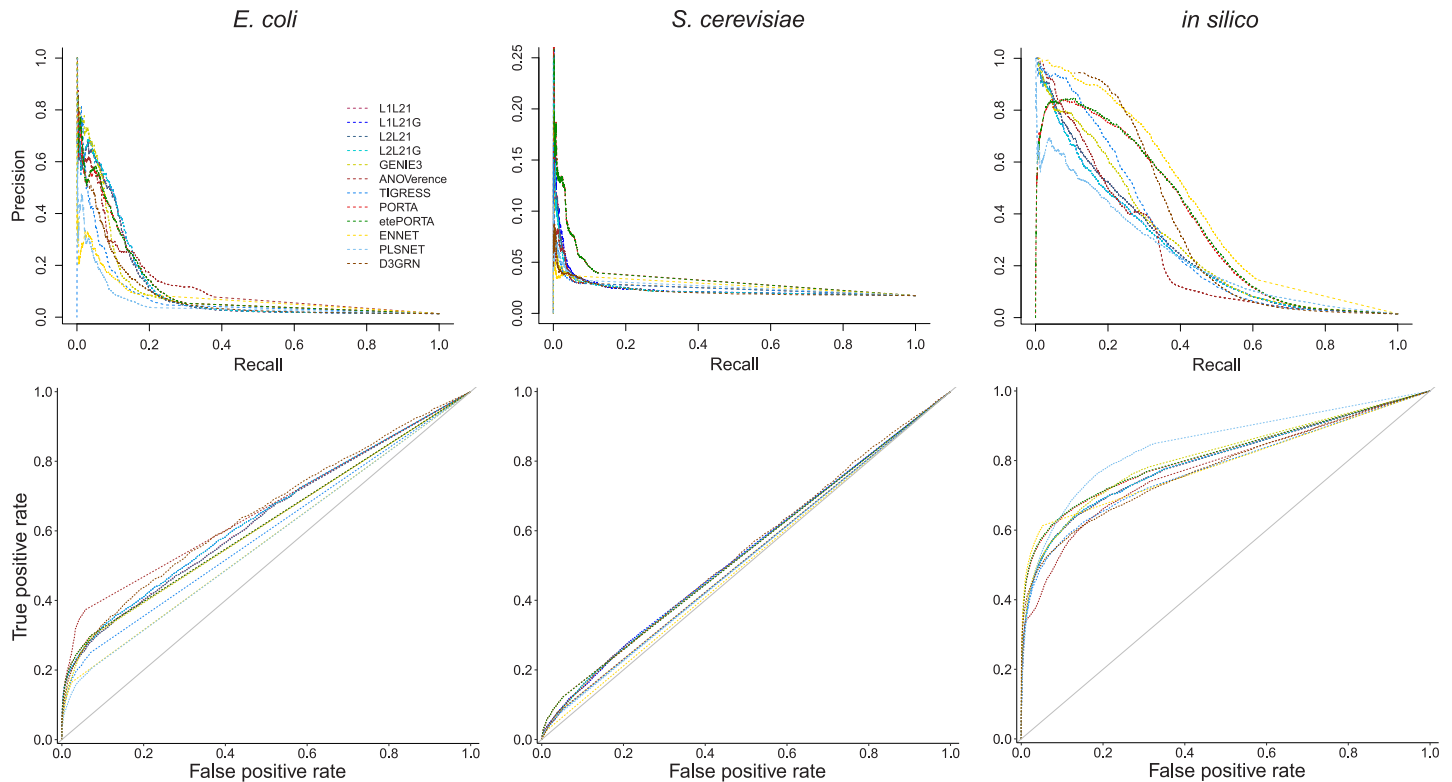 E. coli
S. cerevisiae
in silico
Precision
1.0
0.8
0.6
0.4
0.2
0.0
L1L21
L1L21G
L2L21
L2L21G
GENIE3
ANOVerence
TIGRESS
PORTA
etePORTA
ENNET
PLSNET
D3GRN
0.0 0.2 0.4 0.6 0.8 1.0
Recall
0.25
0.20
0.15
0.10
0.05
0.00
0.0 0.2 0.4 0.6 0.8 1.0
Recall
1.0
0.8
0.6
0.4
0.2
0.0
0.0 0.2 0.4 0.6 0.8 1.0
Recall
True positive rate
1.0
0.8
0.6
0.4
0.2
0.0
0.0 0.2 0.4 0.6 0.8 1.0
False positive rate
1.0
0.8
0.6
0.4
0.2
0.0
0.0 0.2 0.4 0.6 0.8 1.0
False positive rate
1.0
0.8
0.6
0.4
0.2
0.0
0.0 0.2 0.4 0.6 0.8 1.0
False positive rate